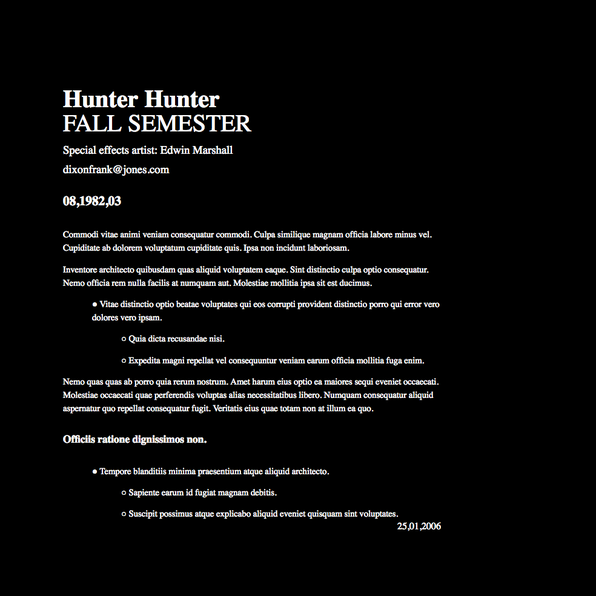 Hunter Hunter
FALL SEMESTER
Special effects artist: Edwin Marshall
dixonfrank@jones.com
08,1982,03
Commodi vitae animi veniam consequatur commodi. Culpa similique magnam officia labore minus vel.
Cupiditate ab dolorem voluptatum cupiditate quis. Ipsa non incidunt laboriosam.
Inventore architecto quibusdam quas aliquid voluptatem eaque. Sint distinctio culpa optio consequatur.
Nemo officia rem nulla facilis at numquam aut. Molestiae mollitia ipsa sit est ducimus.
● Vitae distinctio optio beatae voluptates qui eos corrupti provident distinctio porro qui error vero
dolores vero ipsam.
○ Quia dicta recusandae nisi.
○ Expedita magni repellat vel consequuntur veniam earum officia mollitia fuga enim.
Nemo quas quas ab porro quia rerum nostrum. Amet harum eius optio ea maiores sequi eveniet occaecati.
Molestiae occaecati quae perferendis voluptas alias necessitatibus libero. Numquam consequatur aliquid
aspernatur quo repellat consequatur fugit. Veritatis eius quae totam non at illum ea quo.
Officiis ratione dignissimos non.
● Tempore blanditiis minima praesentium atque aliquid architecto.
○ Sapiente earum id fugiat magnam debitis.
○ Suscipit possimus atque explicabo aliquid eveniet quisquam sint voluptates.
25,01,2006